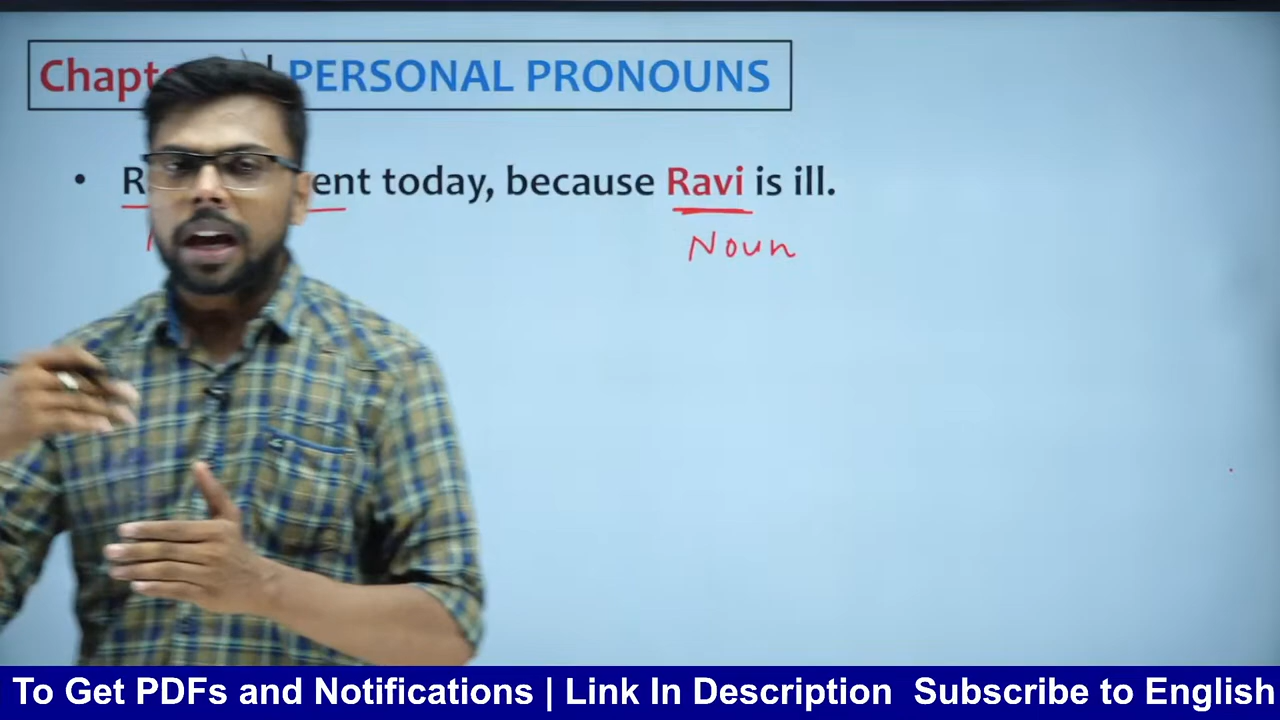 PERSONAL PRONOUNS
today, because Ravi is ill.
Noun
To Get PDFs and Notifications | Link In Description Subscribe to English